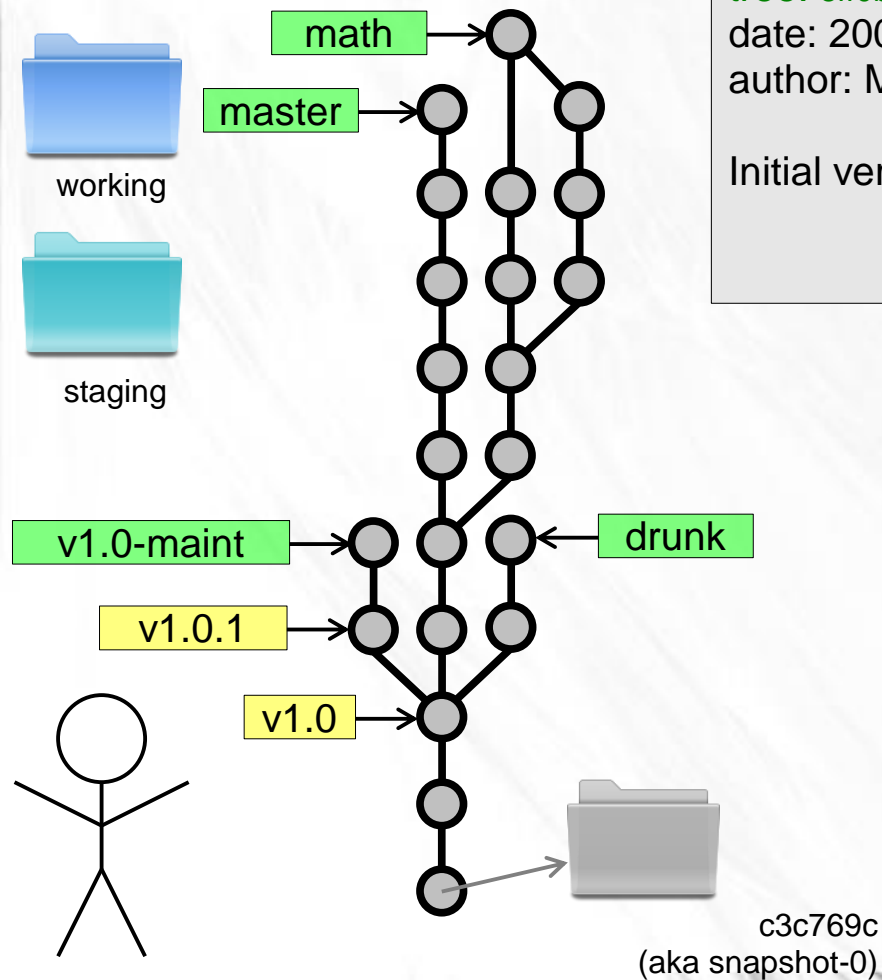 math
date: 200
author: M
master
working
Initial ver
staging
v1.0-maint
drunk
v1.0.1
v1.0
c3c769c
(aka snapshot-0)